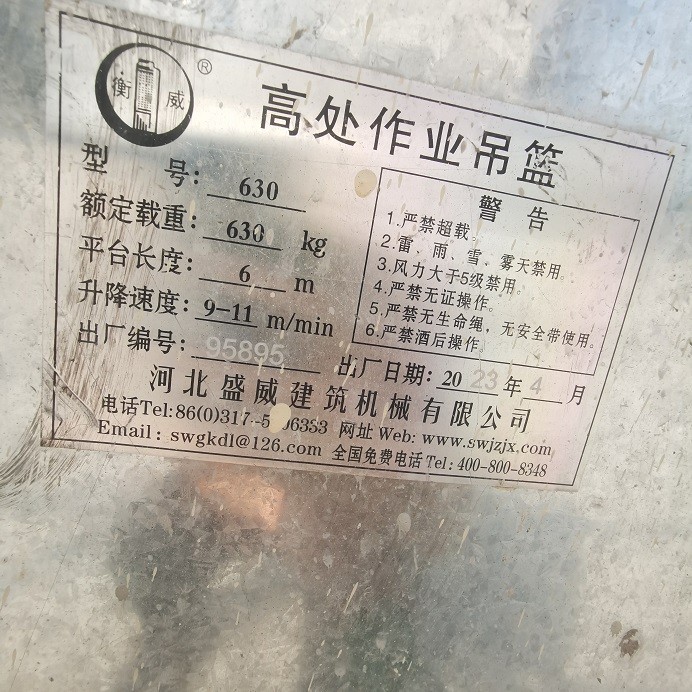 衡 威 ®
高处作业吊篮
型 号: 630
额定载重: 630 kg
平台长度: 6 m
升降速度: 9-11 m/min
出厂编号: 95895
警 告
1.严禁超载。
2.雷、雨、雪、雾天禁用。
3.风力大于5级禁用。
4.严禁无证操作。
5.严禁无生命绳，无安全带使用。
6.严禁酒后操作。
出厂日期: 2023年4月
河北盛威建筑机械有限公司
电话Tel:86(0)317- 网址 Web: www.swjzjx.com
Email : swgkdl@126.com 全国免费电话 Tel: 400-800-8348